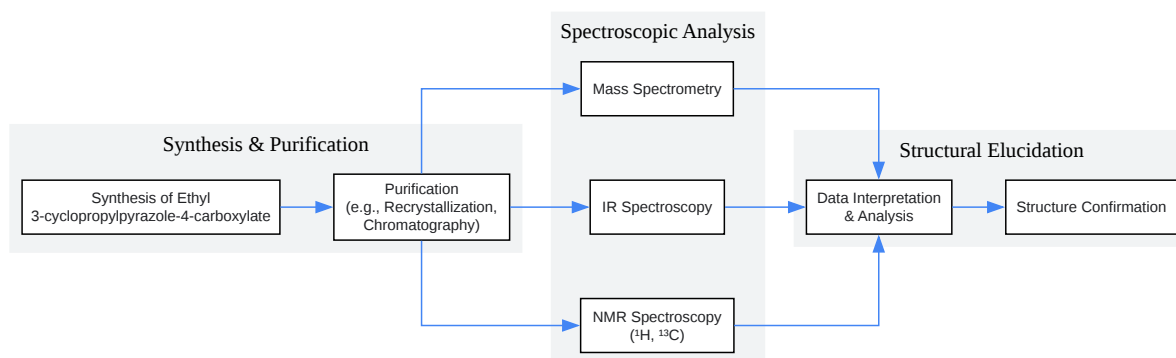 Synthesis & Purification
Synthesis of Ethyl
3-cyclopropylpyrazole-4-carboxylate
Purification
(e.g., Recrystallization,
Chromatography)
Spectroscopic Analysis
Mass Spectrometry
IR Spectroscopy
NMR Spectroscopy
(¹H, ¹³C)
Structural Elucidation
Data Interpretation
& Analysis
Structure Confirmation